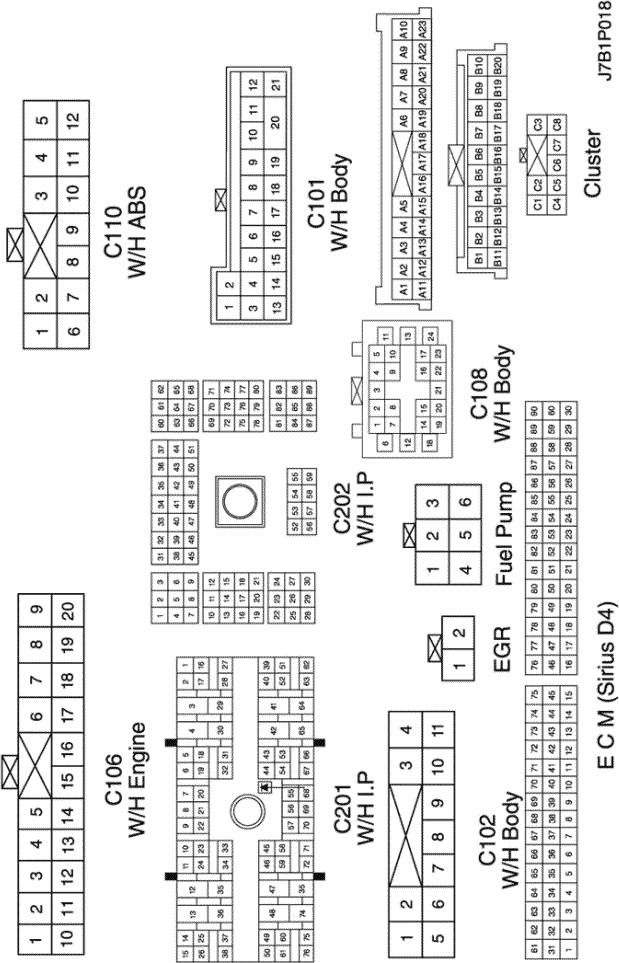 1 2 3 4 5 6 7 8 9
10 11 12 13 14 15 16 17 18 19 20
C106
W/H Engine
1 2 3 4 5
6 7 8 9 10 11 12
C110
W/H ABS
15 14 13 12 11 10 9 8 7 6 5 4 3 2 1
26 25 24 23 22 21 20 19 18 17 16
38 37 36 35 34 33 32 31 30 29 28 27
50 49 48 47 46 45 44 43 42 41 40 39
61 60 59 58 57 56 55 54 53 52 51
76 75 74 35 72 71 70 69 68 67 66 65 64 63 62
C201
W/H I.P
1 2 3
4 5 6
7 8 9
10 11 12
13 14 15
16 17 18
19 20 21
22 23 24
25 26 27
28 29 30
31 32 33 34 35 36 37
38 39 40 41 42 43 44
45 46 47 48 49 50 51
52 53 54 55
56 57 58 59
60 61 62
63 64 65
66 67 68
69 70 71
72 73 74
75 76 77
78 79 80
81 82 83
84 85 86
87 88 89
C202
W/H I.P
1 2
3 4 5 6 7 8 9 10 11 12
13 14 15 16 17 18 19 20 21
C101
W/H Body
1 2 3 4
5 6 7 8 9 10 11
C102
W/H Body
1 2
EGR
1 2 3
4 5 6
Fuel Pump
1 2 3 4 5
6 7 8 9 10 11
12 13
14 15 16 17
18 19 20 21 22 23 24
C108
W/H Body
A1 A2 A3 A4 A5 A6 A7 A8 A9 A10
A11 A12 A13 A14 A15 A16 A17 A18 A19 A20 A21 A22 A23
B1 B2 B3 B4 B5 B6 B7 B8 B9 B10
B11 B12 B13 B14 B15 B16 B17 B18 B19 B20
C1 C2 C3
C4 C5 C6 C7 C8
Cluster
61 62 63 64 65 66 67 68 69 70 71 72 73 74 75
31 32 33 34 35 36 37 38 39 40 41 42 43 44 45
1 2 3 4 5 6 7 8 9 10 11 12 13 14 15
76 77 78 79 80 81 82 83 84 85 86 87 88 89 90
46 47 48 49 50 51 52 53 54 55 56 57 58 59 60
16 17 18 19 20 21 22 23 24 25 26 27 28 29 30
E C M (Sirius D4)
J7B1P018